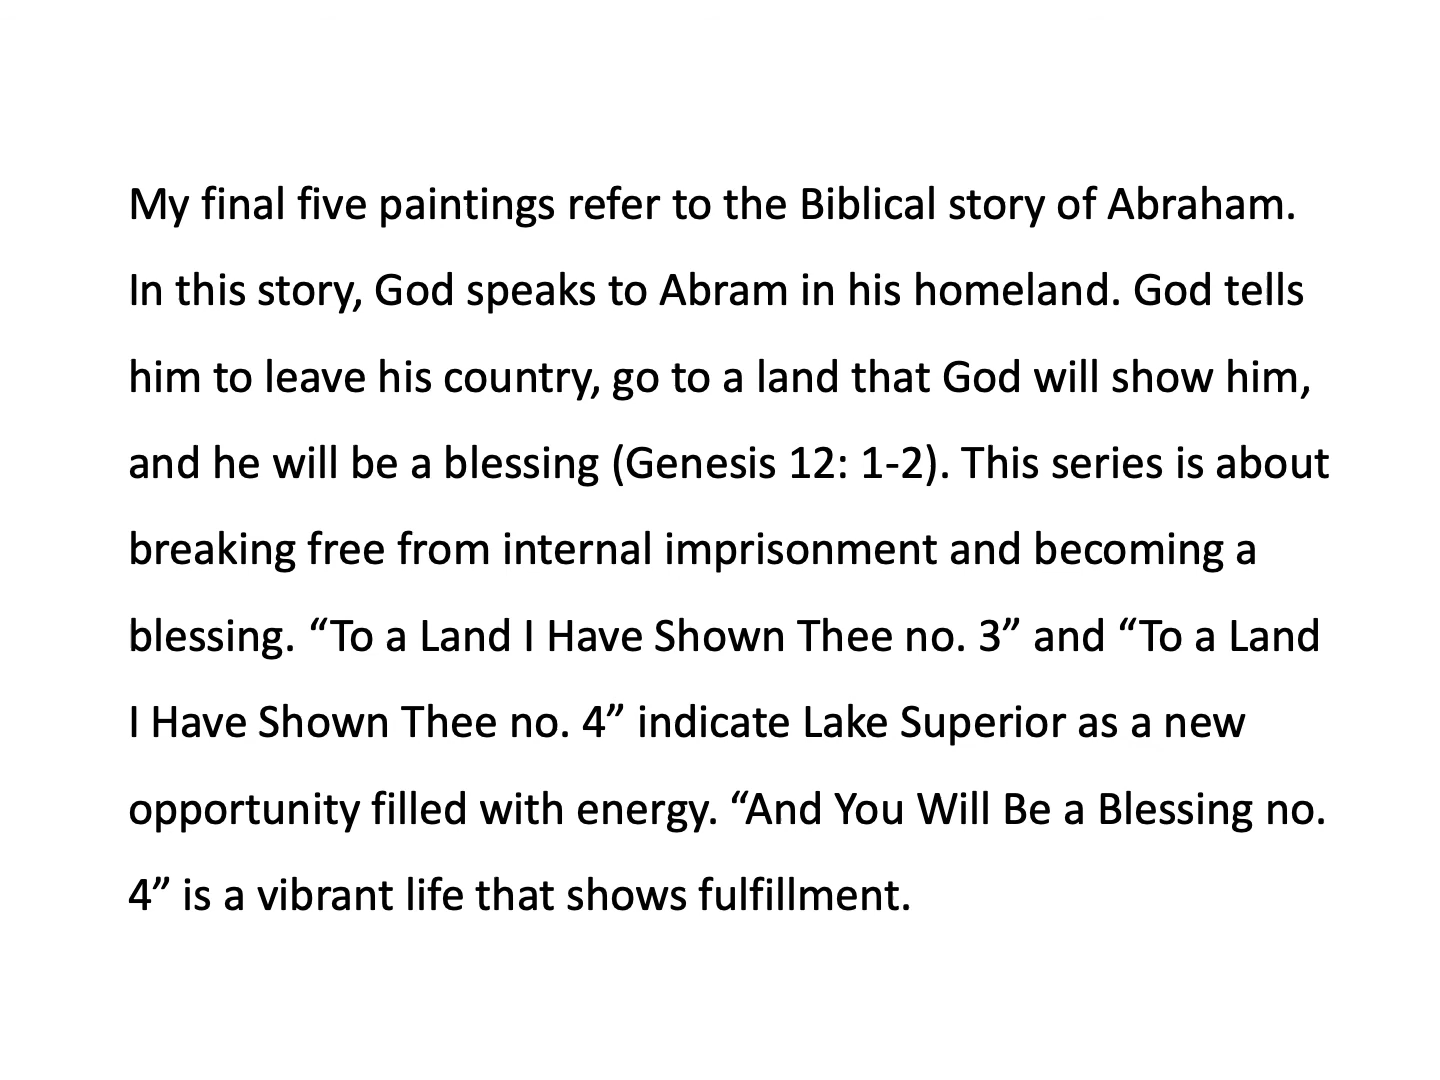 My final five paintings refer to the Biblical story of Abraham.
In this story, God speaks to Abram in his homeland. God tells
him to leave his country, go to a land that God will show him,
and he will be a blessing (Genesis 12: 1-2). This series is about
breaking free from internal imprisonment and becoming a
blessing. “To a Land I Have Shown Thee no. 3” and “To a Land
I Have Shown Thee no. 4” indicate Lake Superior as a new
opportunity filled with energy. “And You Will Be a Blessing no.
4” is a vibrant life that shows fulfillment.